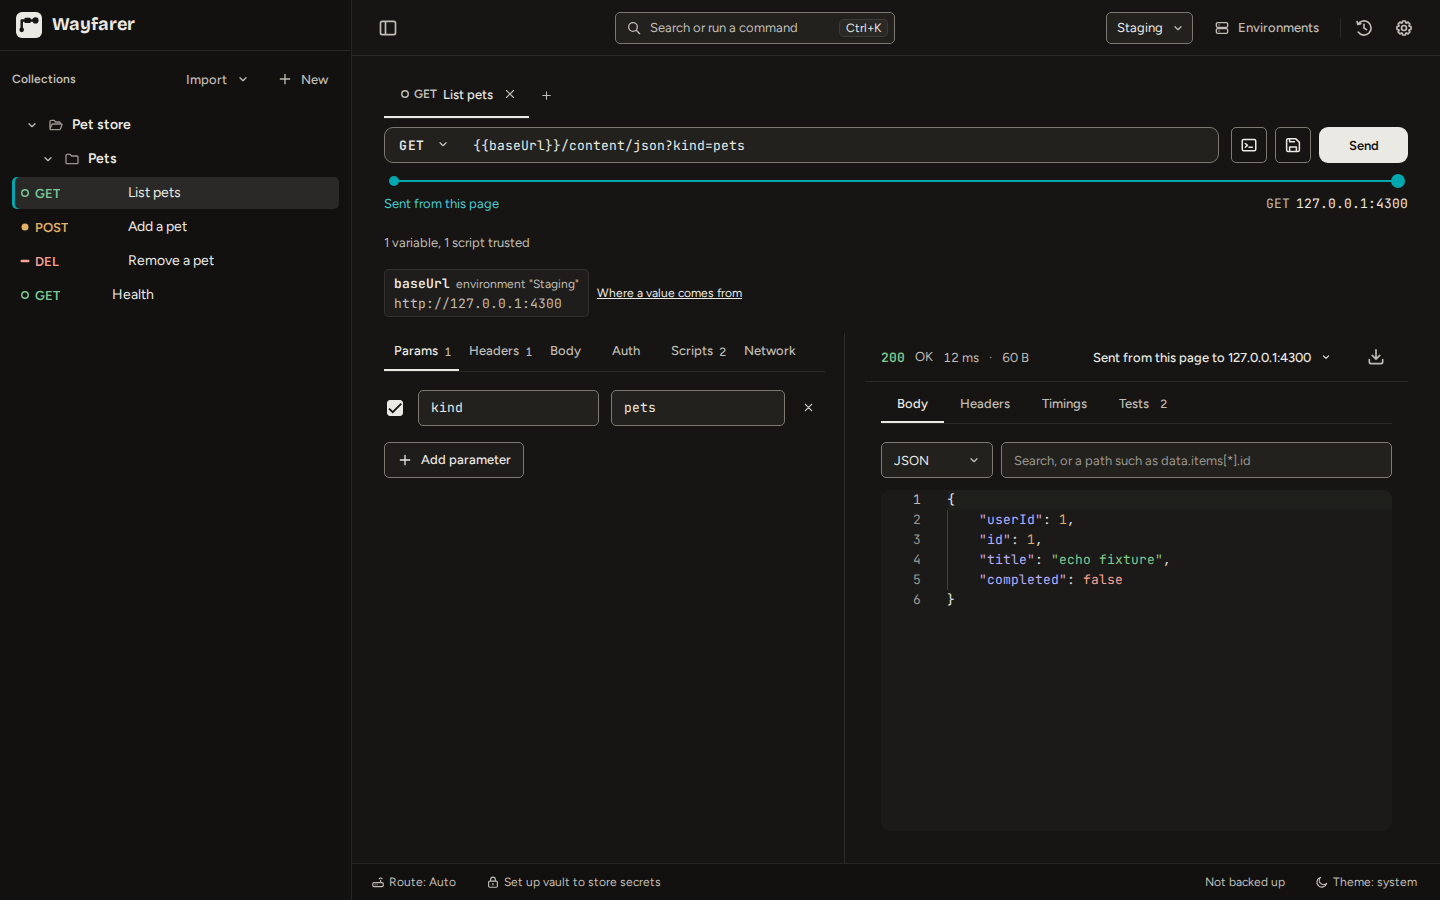 Wayfarer
Search or run a command Ctrl+K
Staging
Environments
Collections
Import
New
Pet store
Pets
GET List pets
POST Add a pet
DEL Remove a pet
GET Health
GET List pets
GET {{baseUrl}}/content/json?kind=pets
Send
Sent from this page
GET 127.0.0.1:4300
1 variable, 1 script trusted
baseUrl environment "Staging"
http://127.0.0.1:4300
Where a value comes from
Params 1 Headers 1 Body Auth Scripts 2 Network
kind pets
Add parameter
200 OK 12 ms · 60 B
Sent from this page to 127.0.0.1:4300
Body Headers Timings Tests 2
JSON
Search, or a path such as data.items[*].id
1 {
2 "userId": 1,
3 "id": 1,
4 "title": "echo fixture",
5 "completed": false
6 }
Route: Auto
Set up vault to store secrets
Not backed up
Theme: system